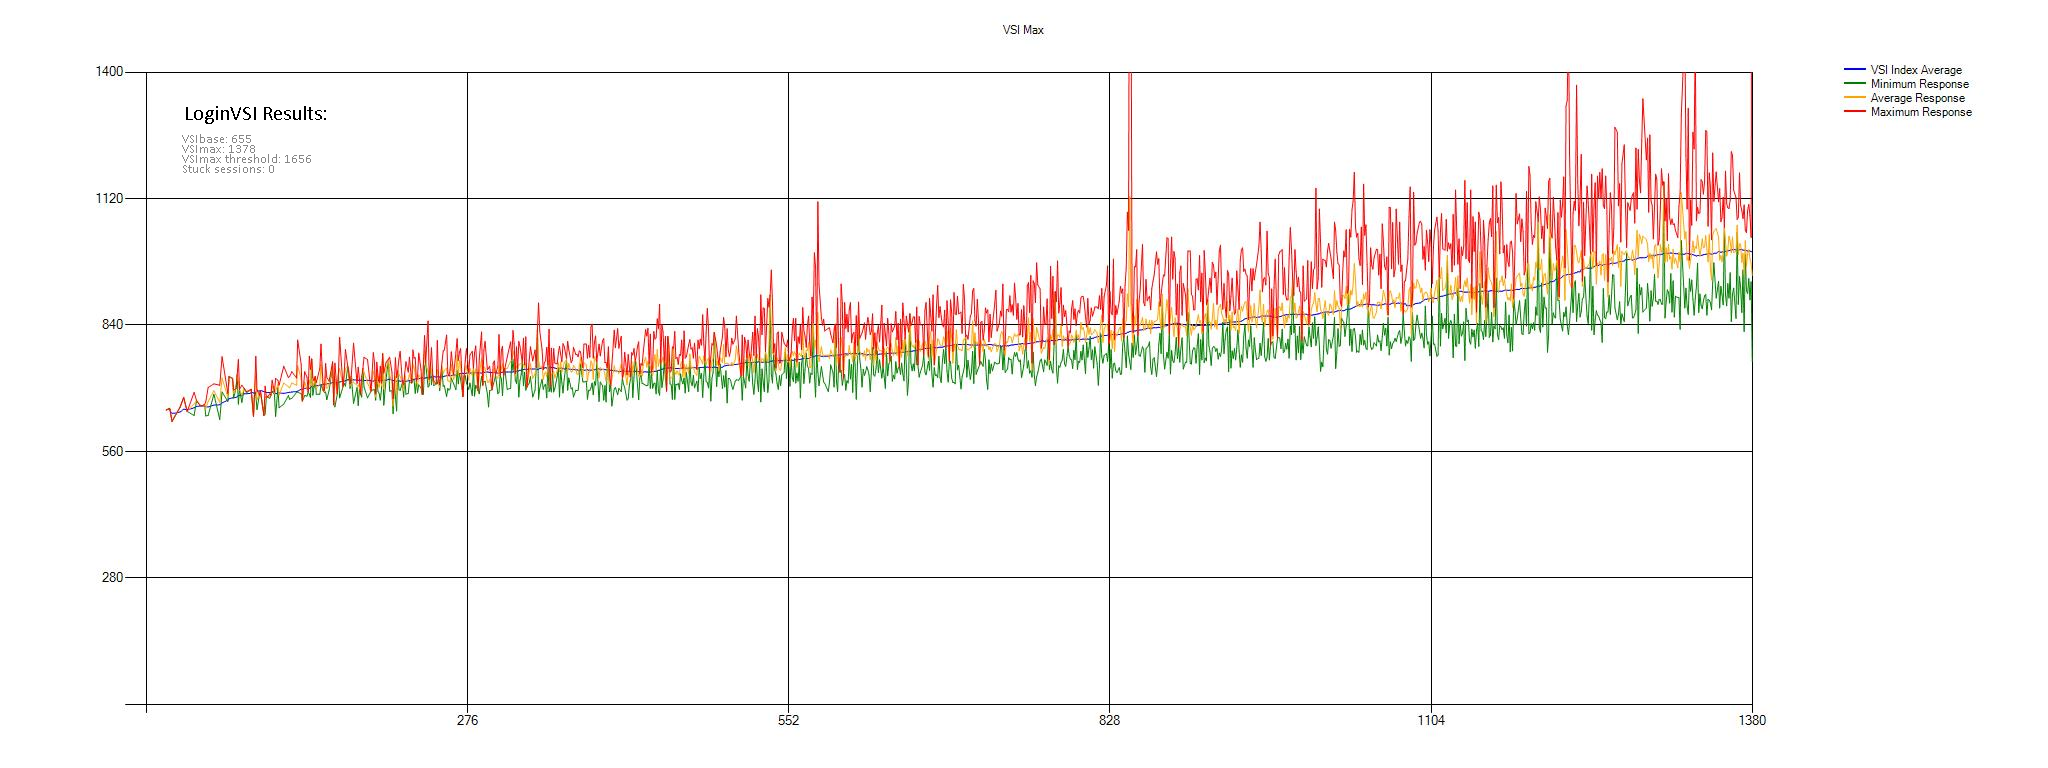 VSI Max
1400
1120
840
560
280
276
552
828
1104
1380
LoginVSI Results:
VSIbase: 655
VSImax: 1378
VSImax threshold: 1656
Stuck sessions: 0
VSI Index Average
Minimum Response
Average Response
Maximum Response